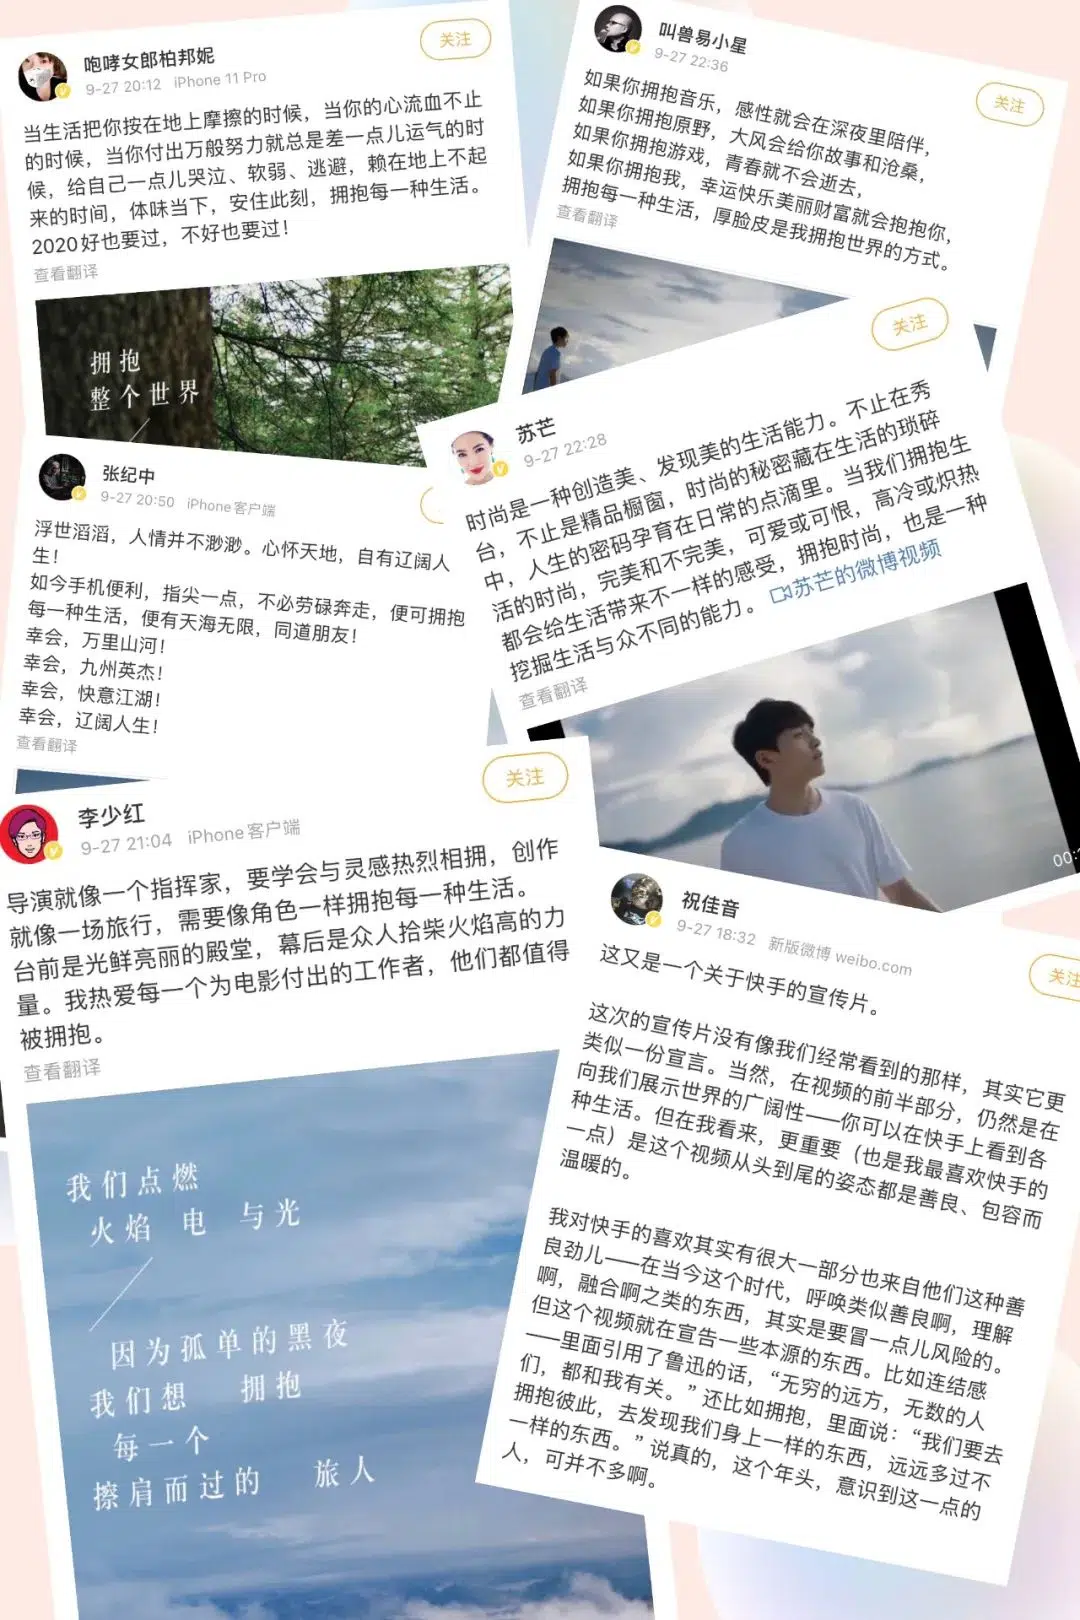 咆哮女郎柏邦妮
9-27 20:12 iPhone 11 Pro
关注
当生活把你按在地上摩擦的时候，当你的心流血不止
的时候，当你付出万般努力就总是差一点儿运气的时
候，给自己一点儿哭泣、软弱、逃避，赖在地上不起
来的时间，体味当下，安住此刻，拥抱每一种生活。
2020好也要过，不好也要过！
查看翻译
拥抱
整个世界
叫兽易小星
9-27 22:36
关注
如果你拥抱音乐，感性就会在深夜里陪伴，
如果你拥抱原野，大风会给你故事和沧桑，
如果你拥抱游戏，青春就不会逝去，
如果你拥抱我，幸运快乐美丽财富就会抱抱你，
拥抱每一种生活，厚脸皮是我拥抱世界的方式。
查看翻译
张纪中
9-27 20:50 iPhone客户端
浮世滔滔，人情并不渺渺。心怀天地，自有辽阔人
生！
如今手机便利，指尖一点，不必劳碌奔走，便可拥抱
每一种生活，便有天海无限，同道朋友！
幸会，万里山河！
幸会，九州英杰！
幸会，快意江湖！
幸会，辽阔人生！
查看翻译
苏芒
9-27 22:28
关注
时尚是一种创造美、发现美的生活能力。不止在秀
台，不止是精品橱窗，时尚的秘密藏在生活的琐碎
中，人生的密码孕育在日常的点滴里。当我们拥抱生
活的时尚，完美和不完美，可爱或可恨，高冷或炽热
都会给生活带来不一样的感受，拥抱时尚，也是一种
挖掘生活与众不同的能力。苏芒的微博视频
查看翻译
李少红
9-27 21:04 iPhone客户端
关注
导演就像一个指挥家，要学会与灵感热烈相拥，创作
就像一场旅行，需要像角色一样拥抱每一种生活。
台前是光鲜亮丽的殿堂，幕后是众人拾柴火焰高的力
量。我热爱每一个为电影付出的工作者，他们都值得
被拥抱。
查看翻译
我们点燃
火焰 电 与光
因为孤单的黑夜
我们想 拥抱
每一个
擦肩而过的 旅人
祝佳音
9-27 18:32 新版微博 weibo.com
关注
这又是一个关于快手的宣传片。
这次的宣传片没有像我们经常看到的那样，其实它更
类似一份宣言。当然，在视频的前半部分，仍然是在
向我们展示世界的广阔性——你可以在快手上看到各
种生活。但在我看来，更重要（也是我最喜欢快手的
一点）是这个视频从头到尾的姿态都是善良、包容而
温暖的。
我对快手的喜欢其实有很大一部分也来自他们这种善
良劲儿——在当今这个时代，呼唤类似善良啊，理解
啊，融合啊之类的东西，其实是要冒一点儿风险的。
但这个视频就在宣告一些本源的东西。比如连结感
——里面引用了鲁迅的话，“无穷的远方，无数的人
们，都和我有关。”还比如拥抱，里面说：“我们要去
拥抱彼此，去发现我们身上一样的东西，远远多过不
一样的东西。”说真的，这个年头，意识到这一点的
人，可并不多啊。